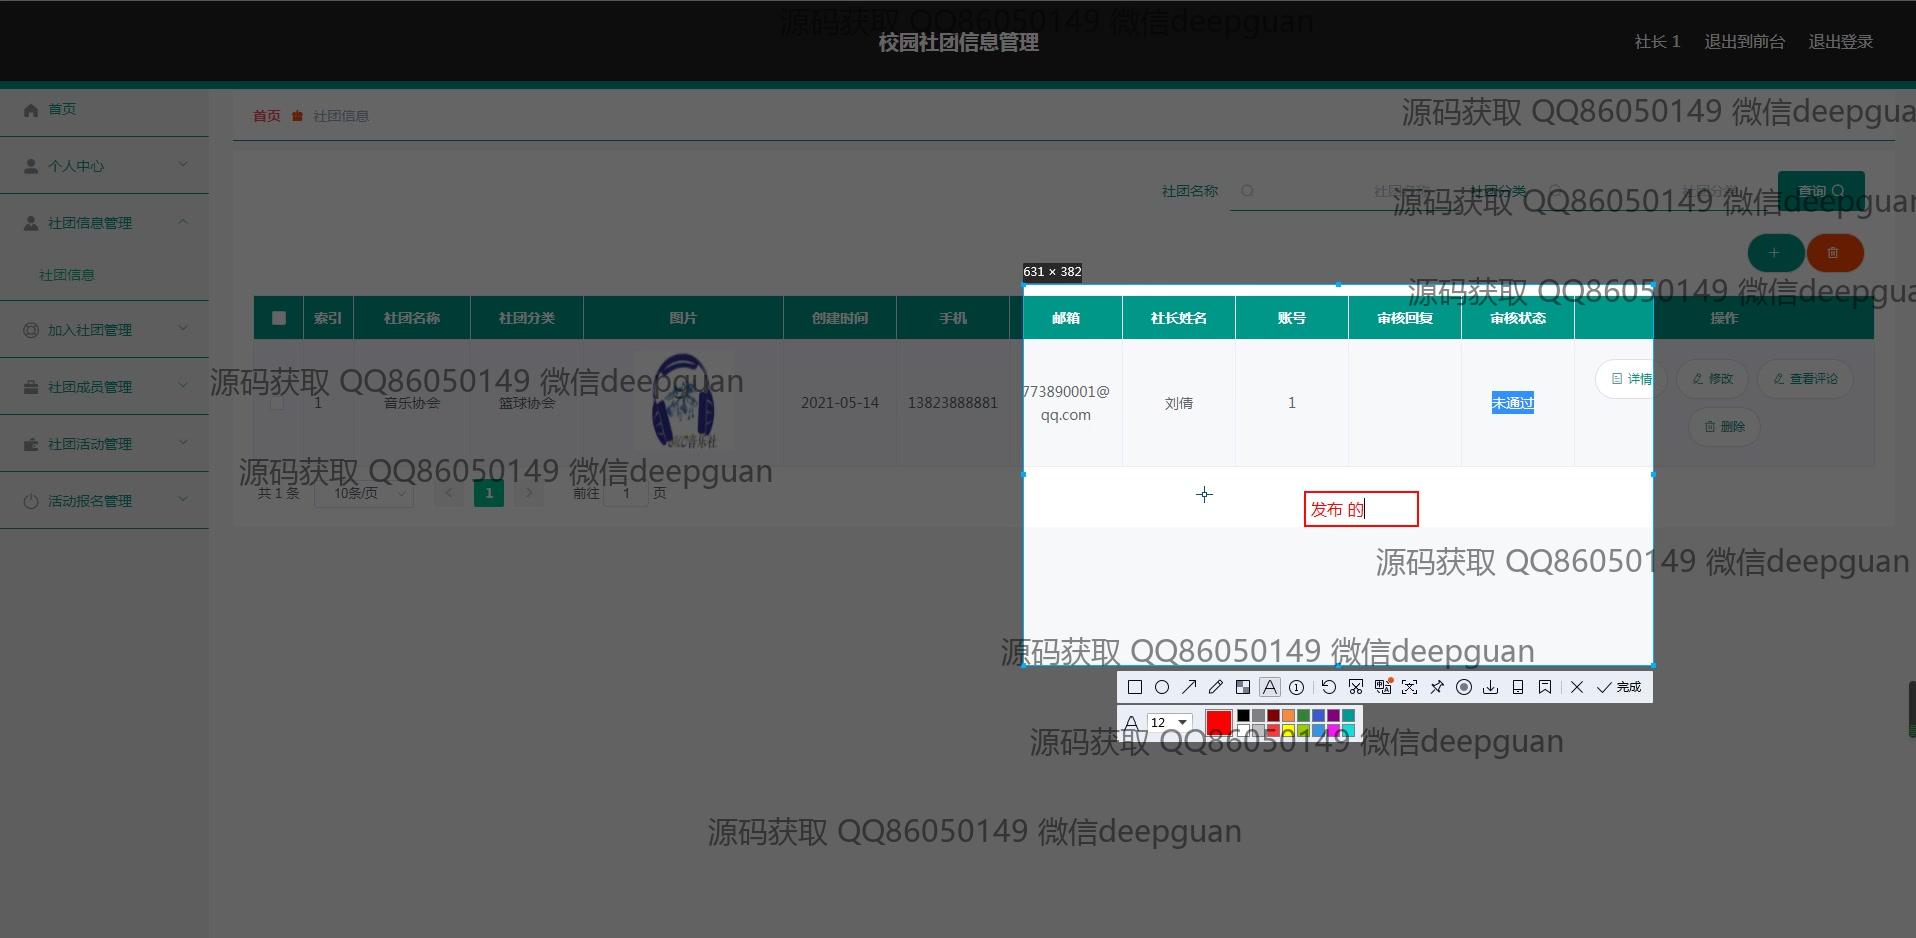 源码获取 QQ86050149 微信deepguan
校园社团信息管理
社长 1 退出到前台 退出登录
首页
个人中心
社团信息管理
社团信息
加入社团管理
社团成员管理
社团活动管理
活动报名管理
首页 社团信息
源码获取 QQ86050149 微信deepgua
社团名称 社团名称 社团分类 社团分类 查询
源码获取 QQ86050149 微信deepguan
631 × 382
源码获取 QQ86050149 微信deepgua
索引 社团名称 社团分类 图片 创建时间 手机 邮箱 社长姓名 账号 审核回复 审核状态 操作
源码获取 QQ86050149 微信deepguan
1 音乐协会 篮球协会 2021-05-14 13823888881 773890001@
qq.com 刘倩 1 未通过 详情 修改 查看评论
删除
音乐社
源码获取 QQ86050149 微信deepguan
共 1 条 10条/页 1 前往 1 页
发布 的
源码获取 QQ86050149 微信deepguan
源码获取 QQ86050149 微信deepguan
完成
12
源码获取 QQ86050149 微信deepguan
源码获取 QQ86050149 微信deepguan